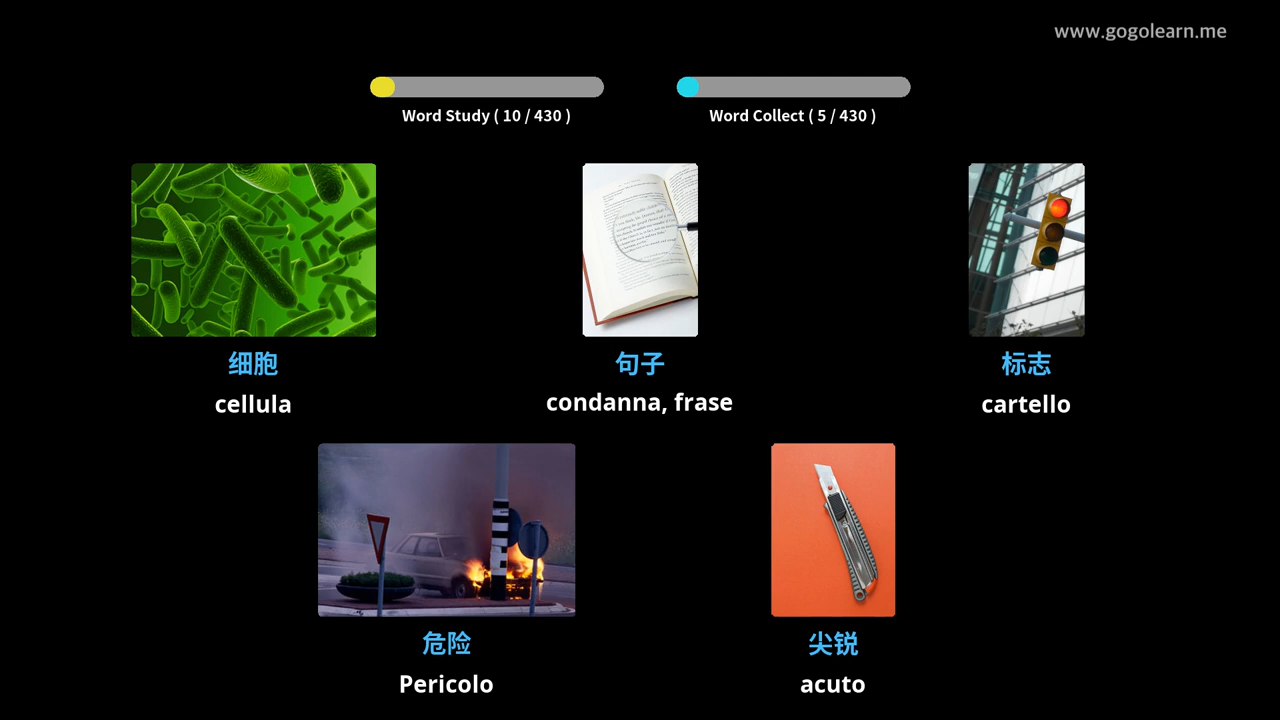 www.gogolearn.me
Word Study ( 10 / 430 )
Word Collect ( 5 / 430 )
细胞
句子
标志
cellula
condanna, frase
cartello
危险
尖锐
Pericolo
acuto